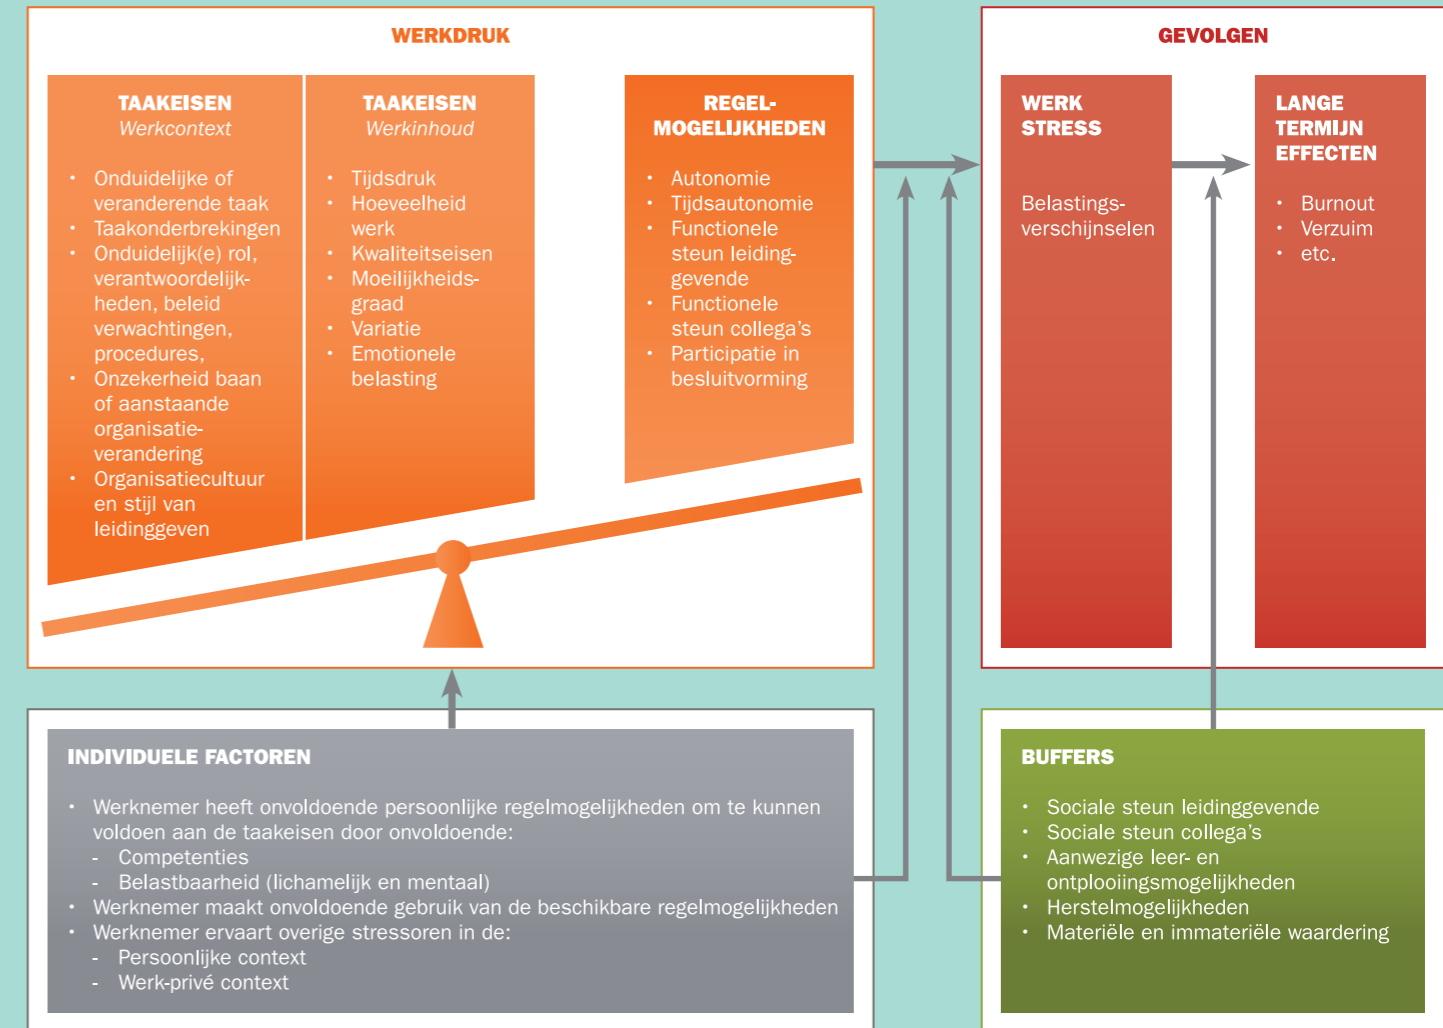 WERKDRUK
TAAKEISEN
Werkcontext
• Onduidelijke of
veranderende taak
• Taakonderbrekingen
• Onduidelijk(e) rol,
verantwoordelijk-
heden, beleid
verwachtingen,
procedures,
• Onzekerheid baan
of aanstaande
organisatie-
verandering
• Organisatiecultuur
en stijl van
leidinggeven
TAAKEISEN
Werkinhoud
• Tijdsdruk
• Hoeveelheid
werk
• Kwaliteitseisen
• Moeilijkheids-
graad
• Variatie
• Emotionele
belasting
REGEL-
MOGELIJKHEDEN
• Autonomie
• Tijdsautonomie
• Functionele
steun leiding-
gevende
• Functionele
steun collega's
• Participatie in
besluitvorming
GEVOLGEN
WERK
STRESS
Belastings-
verschijnselen
LANGE
TERMIJN
EFFECTEN
• Burnout
• Verzuim
• etc.
INDIVIDUELE FACTOREN
• Werknemer heeft onvoldoende persoonlijke regelmogelijkheden om te kunnen
voldoen aan de taakeisen door onvoldoende:
- Competenties
- Belastbaarheid (lichamelijk en mentaal)
• Werknemer maakt onvoldoende gebruik van de beschikbare regelmogelijkheden
• Werknemer ervaart overige stressoren in de:
- Persoonlijke context
- Werk-privé context
BUFFERS
• Sociale steun leidinggevende
• Sociale steun collega's
• Aanwezige leer- en
ontplooiingsmogelijkheden
• Herstelmogelijkheden
• Materiële en immateriële waardering